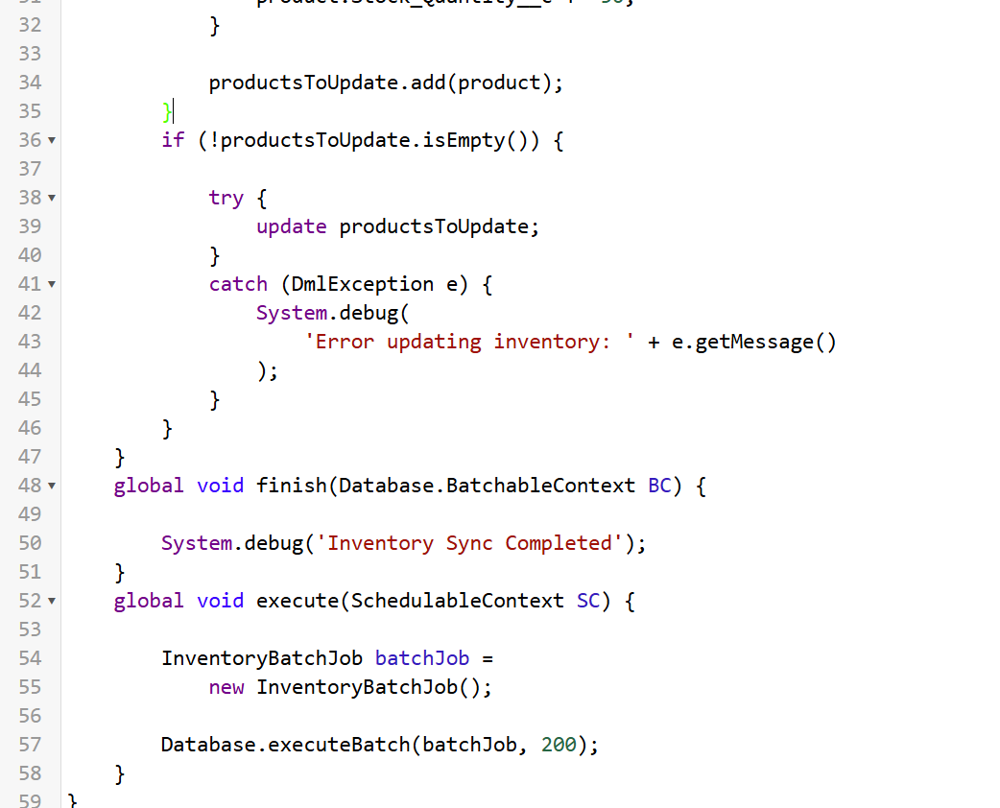 32             }
33
34             productsToUpdate.add(product);
35         }
36         if (!productsToUpdate.isEmpty()) {
37
38             try {
39                 update productsToUpdate;
40             }
41             catch (DmlException e) {
42                 System.debug(
43                     'Error updating inventory: ' + e.getMessage()
44                 );
45             }
46         }
47     }
48     global void finish(Database.BatchableContext BC) {
49
50         System.debug('Inventory Sync Completed');
51     }
52     global void execute(SchedulableContext SC) {
53
54         InventoryBatchJob batchJob =
55             new InventoryBatchJob();
56
57         Database.executeBatch(batchJob, 200);
58     }
59 }